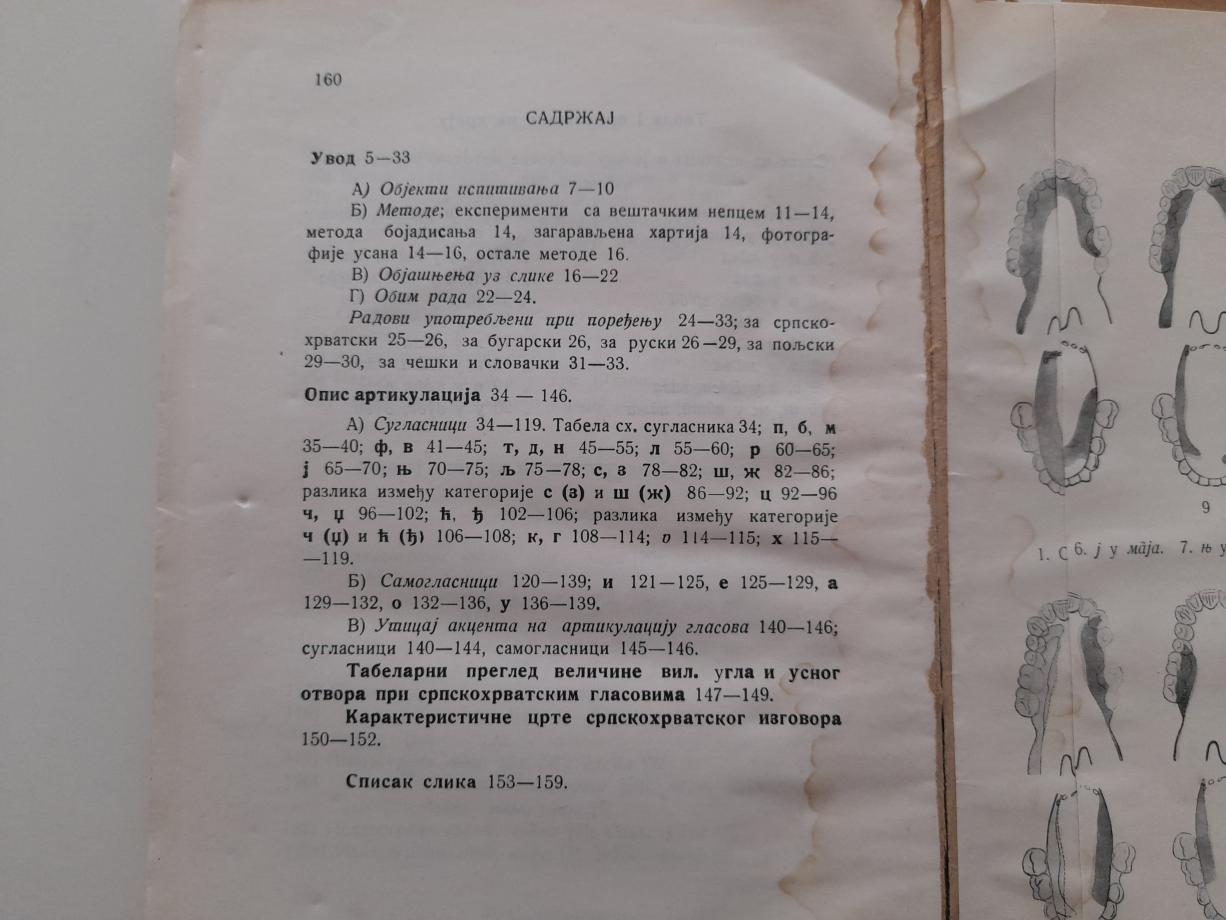 160
САДРЖАЈ
Увод 5—33
А) Објекти испитивања 7—10
Б) Методе; експерименти са вештачким непцем 11—14,
метода бојадисања 14, загарављена хартија 14, фотогра-
фије усана 14—16, остале методе 16.
В) Објашњења уз слике 16—22
Г) Обим рада 22—24.
Радови употребљени при поређењу 24—33; за српско-
хрватски 25—26, за бугарски 26, за руски 26—29, за пољски
29—30, за чешки и словачки 31—33.
Опис артикулација 34 — 146.
А) Сугласници 34—119. Табела сх. сугласника 34; п, б, м
35—40; ф, в 41—45; т, д, н 45—55; л 55—60; р 60—65;
ј 65—70; њ 70—75; љ 75—78; с, з 78—82; ш, ж 82—86;
разлика између категорије с (з) и ш (ж) 86—92; ц 92—96
ч, џ 96—102; ћ, ђ 102—106; разлика између категорије
ч (џ) и ћ (ђ) 106—108; к, г 108—114; о 114—115; х 115—
—119.
Б) Самогласници 120—139; и 121—125, е 125—129, а
129—132, о 132—136, у 136—139.
В) Утицај акцента на артикулацију гласова 140—146;
сугласници 140—144, самогласници 145—146.
Табеларни преглед величине вил. угла и усног
отвора при српскохрватским гласовима 147—149.
Карактеристичне црте српскохрватског изговора
150—152.
Списак слика 153—159.
9
1. С 6. ј у маја. 7. њ у